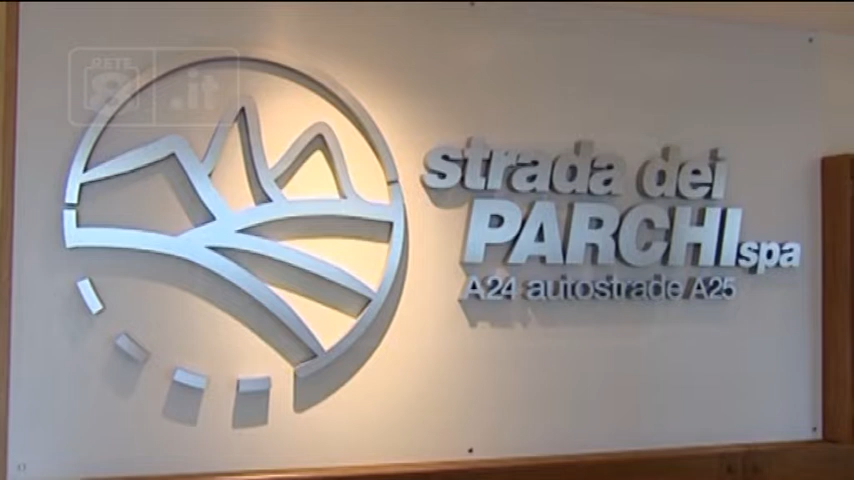 RETE
8 .it
strada dei
PARCHI spa
A24 autostrade A25